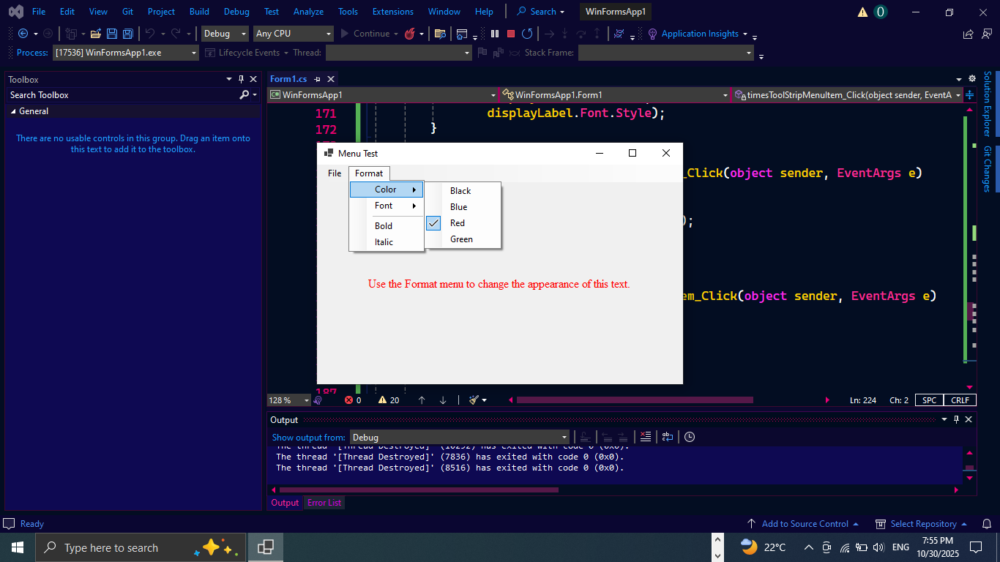 File Edit View Git Project Build Debug Test Analyze Tools Extensions Window Help Search WinFormsApp1
Debug Any CPU Continue Application Insights
Process: [17536] WinFormsApp1.exe Lifecycle Events Thread: Stack Frame:
Toolbox
Search Toolbox
General
There are no usable controls in this group. Drag an item onto
this text to add it to the toolbox.
Form1.cs
WinFormsApp1 WinFormsApp1.Form1 timesToolStripMenuItem_Click(object sender, EventA
171 displayLabel.Font.Style);
172 }
_Click(object sender, EventArgs e)
);
em_Click(object sender, EventArgs e)
187
Menu Test
File Format
Color
Font
Bold
Italic
Black
Blue
Red
Green
Use the Format menu to change the appearance of this text.
128 % 0 20 Ln: 224 Ch: 2 SPC CRLF
Output
Show output from: Debug
The thread '[Thread Destroyed]' (10292) has exited with code 0 (0x0).
The thread '[Thread Destroyed]' (7836) has exited with code 0 (0x0).
The thread '[Thread Destroyed]' (8516) has exited with code 0 (0x0).
Output Error List
Solution Explorer
Git Changes
Ready Add to Source Control Select Repository
Type here to search 22°C ENG 7:55 PM
10/30/2025